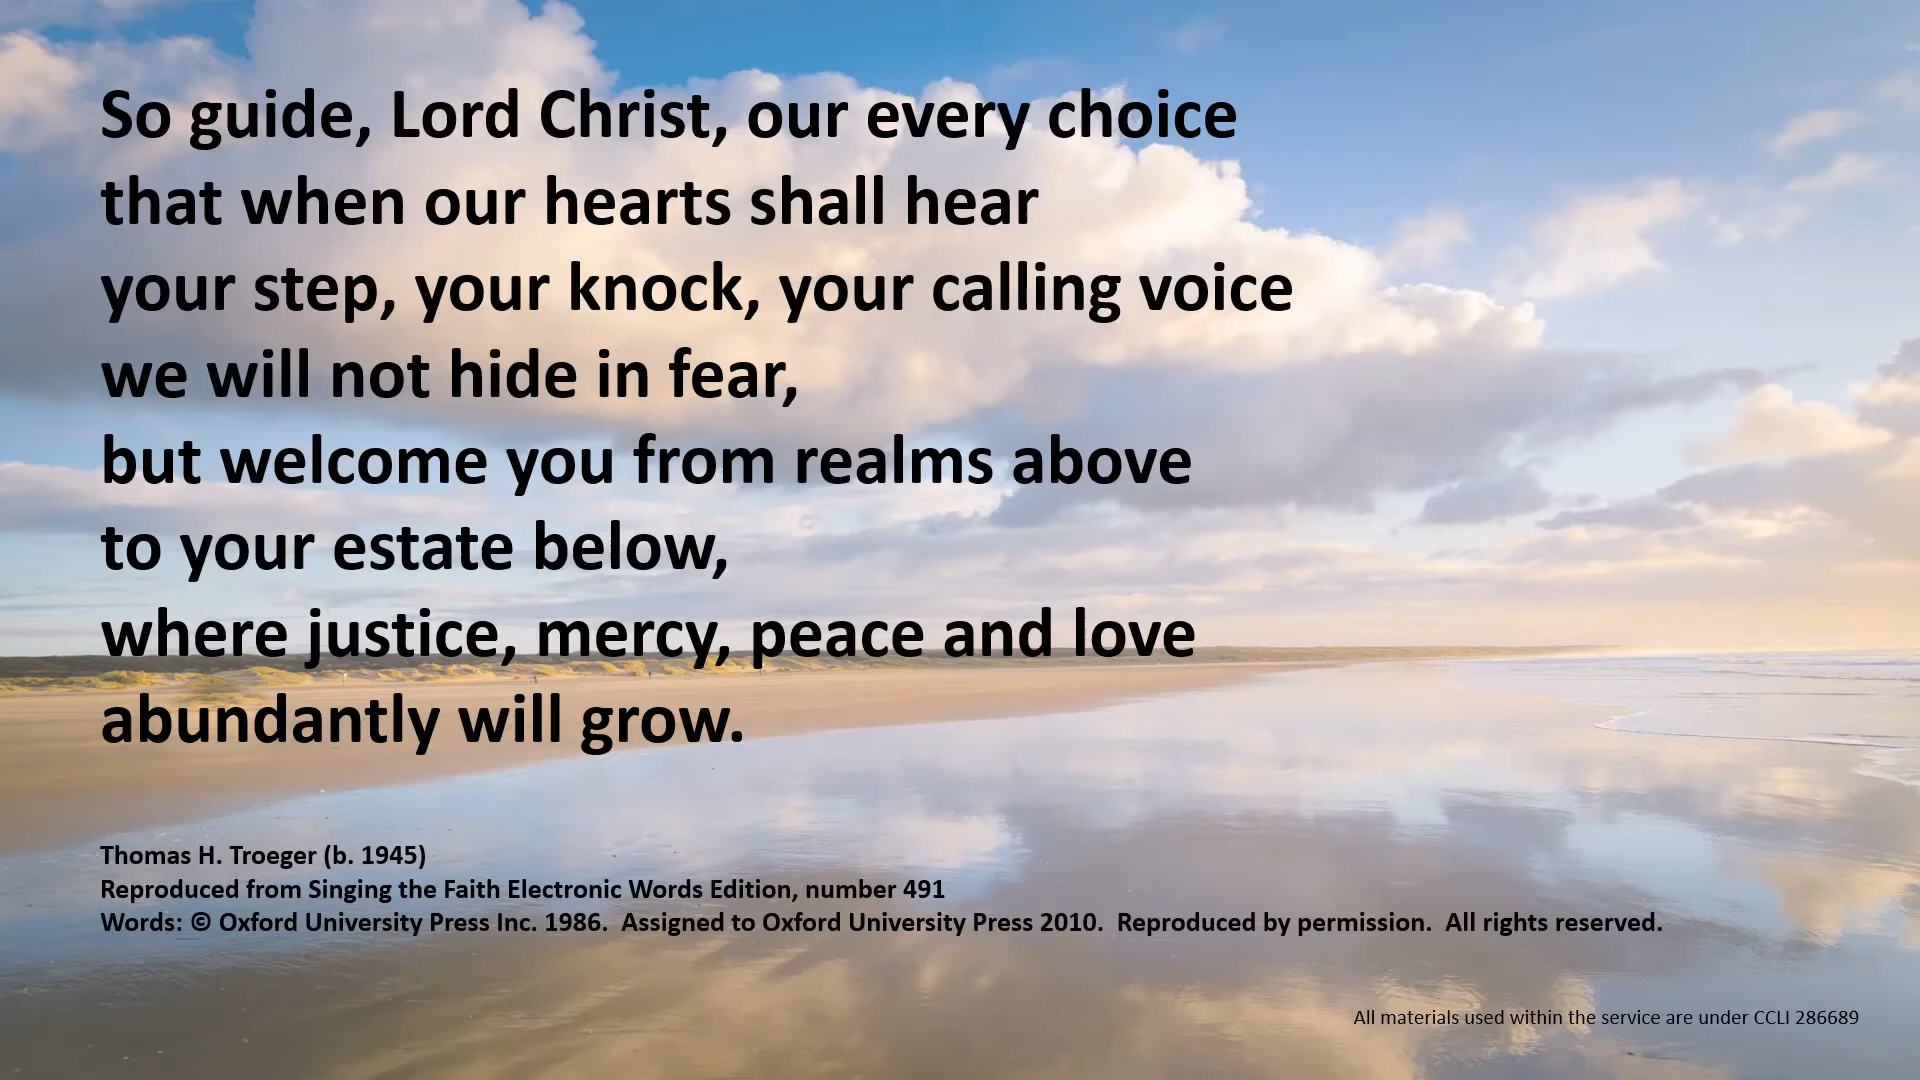 So guide, Lord Christ, our every choice
that when our hearts shall hear
your step, your knock, your calling voice
we will not hide in fear,
but welcome you from realms above
to your estate below,
where justice, mercy, peace and love
abundantly will grow.
Thomas H. Troeger (b. 1945)
Reproduced from Singing the Faith Electronic Words Edition, number 491
Words: © Oxford University Press Inc. 1986.  Assigned to Oxford University Press 2010.  Reproduced by permission.  All rights reserved.
All materials used within the service are under CCLI 286689